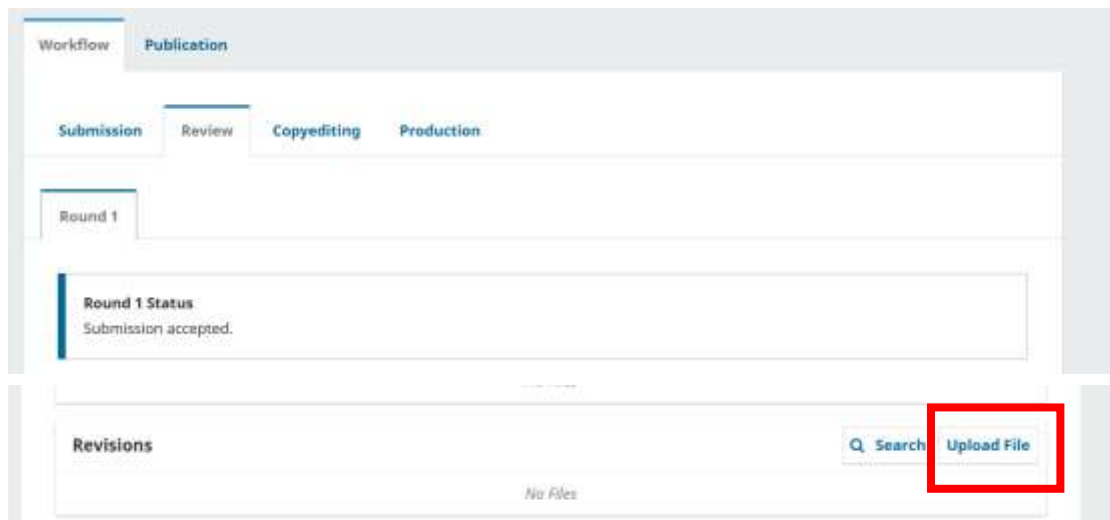 Workflow Publication
Submission Review Copyediting Production
Round 1
Round 1 Status
Submission accepted.
Revisions Search Upload File
No Files